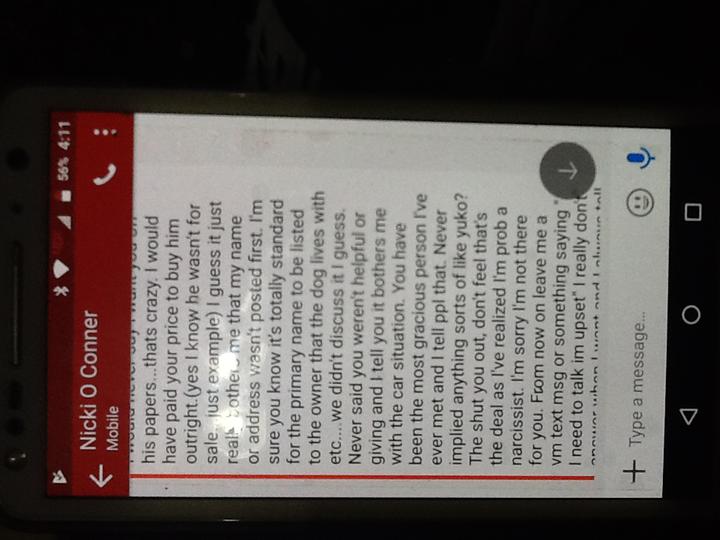 56% 4:11
Nicki O Conner
Mobile
his papers...thats crazy. I would
have paid your price to buy him
outright (yes I know he wasn't for
sale.. just example) I guess it just
really bothers me that my name
or address wasn't posted first. I'm
sure you know it's totally standard
for the primary name to be listed
to the owner that the dog lives with
etc....we didn't discuss it I guess.
Never said you weren't helpful or
giving and I tell you it bothers me
with the car situation. You have
been the most gracious person I've
ever met and I tell ppl that. Never
implied anything sorts of like yuko?
The shut you out, don't feel that's
the deal as I've realized I'm prob a
narcissist. I'm sorry I'm not there
for you. From now on leave me a
vm text msg or something saying "
I need to talk im upset" I really don't
answer when I want and I always tell
Type a message...